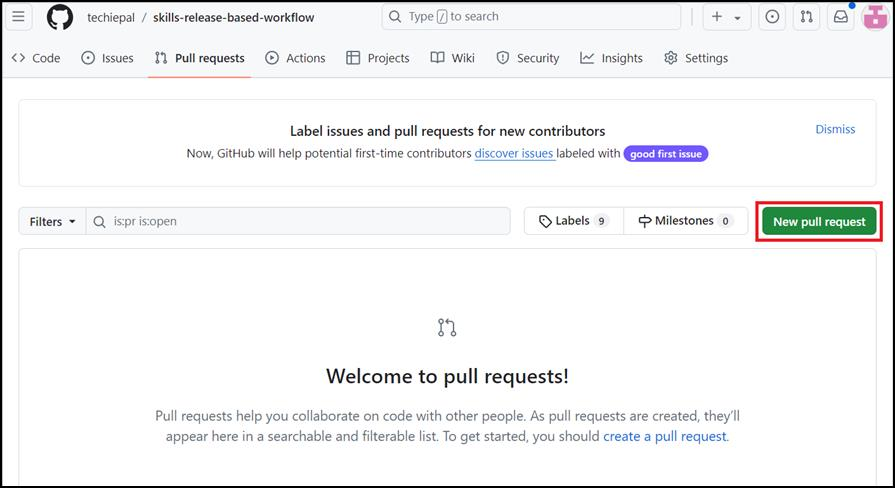 techiepal / skills-release-based-workflow
Type / to search
Code
Issues
Pull requests
Actions
Projects
Wiki
Security
Insights
Settings
Label issues and pull requests for new contributors
Dismiss
Now, GitHub will help potential first-time contributors discover issues labeled with good first issue
Filters
is:pr is:open
Labels 9
Milestones 0
New pull request
Welcome to pull requests!
Pull requests help you collaborate on code with other people. As pull requests are created, they’ll
appear here in a searchable and filterable list. To get started, you should create a pull request.